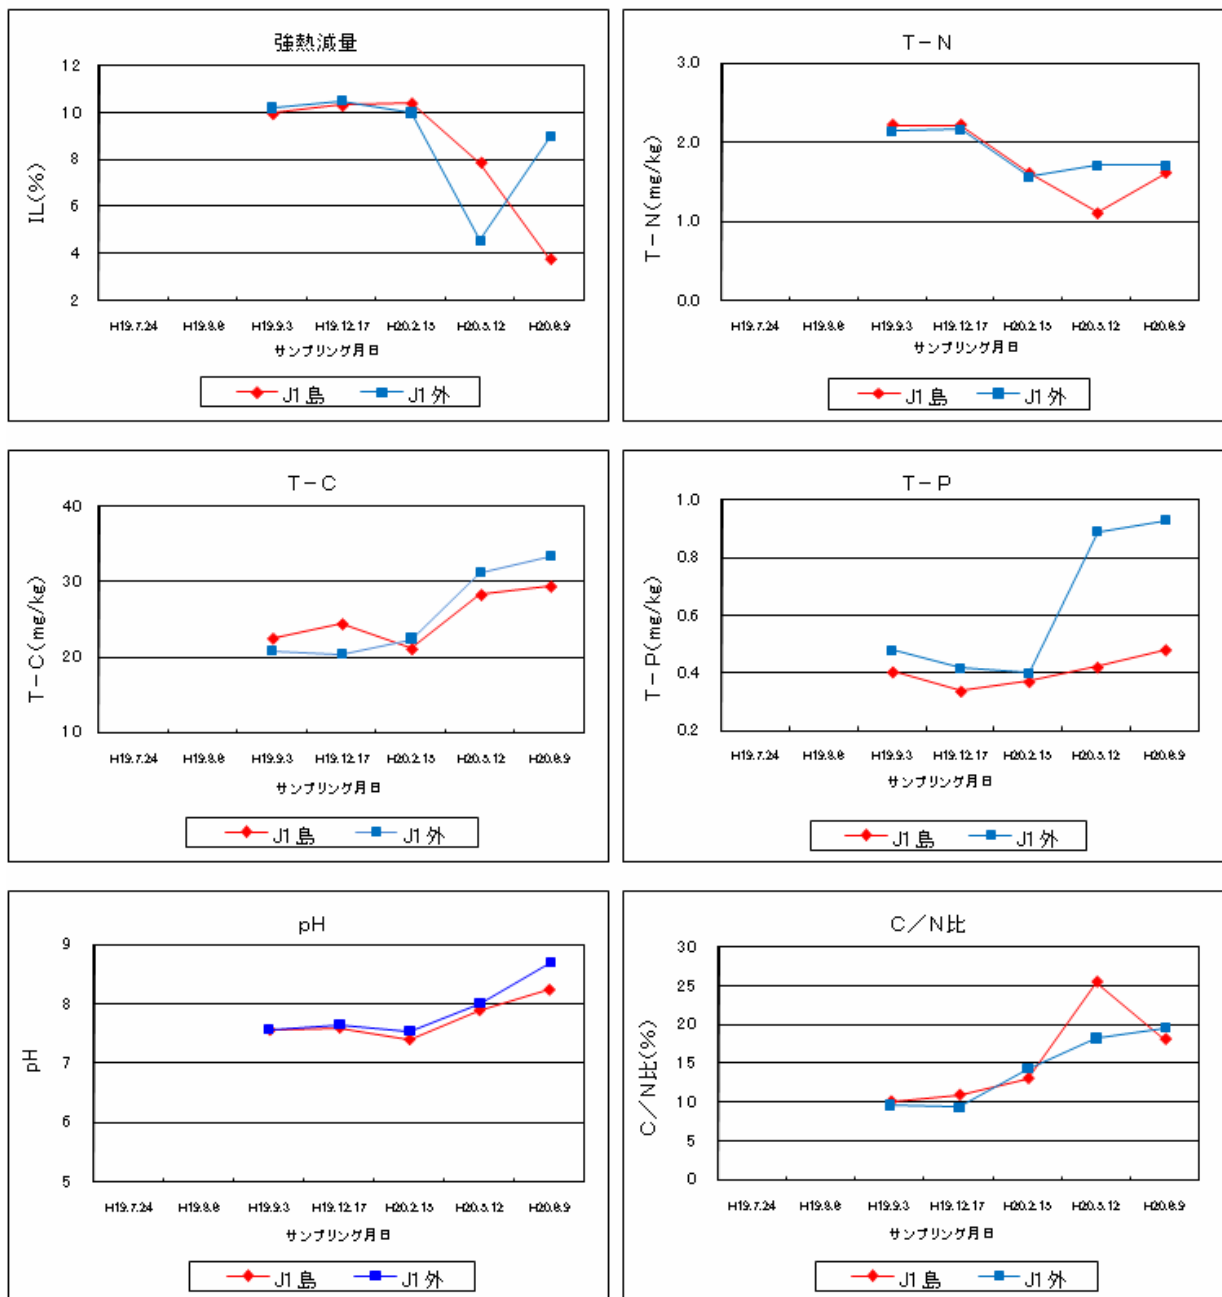 強熱減量
IL(%)
12
10
8
6
4
2
H19.7.24 H19.8.8 H19.9.3 H19.12.17 H20.2.15 H20.5.12 H20.8.9
サンプリング月日
J1島 J1外
T-N
T-N(mg/kg)
3.0
2.0
1.0
0.0
H19.7.24 H19.8.8 H19.9.3 H19.12.17 H20.2.15 H20.5.12 H20.8.9
サンプリング月日
J1島 J1外
T-C
T-C(mg/kg)
40
30
20
10
H19.7.24 H19.8.8 H19.9.3 H19.12.17 H20.2.15 H20.5.12 H20.8.9
サンプリング月日
J1島 J1外
T-P
T-P(mg/kg)
1.0
0.8
0.6
0.4
0.2
H19.7.24 H19.8.8 H19.9.3 H19.12.17 H20.2.15 H20.5.12 H20.8.9
サンプリング月日
J1島 J1外
pH
pH
9
8
7
6
5
H19.7.24 H19.8.8 H19.9.3 H19.12.17 H20.2.15 H20.5.12 H20.8.9
サンプリング月日
J1島 J1外
C/N比
C/N比(%)
30
25
20
15
10
5
0
H19.7.24 H19.8.8 H19.9.3 H19.12.17 H20.2.15 H20.5.12 H20.8.9
サンプリング月日
J1島 J1外